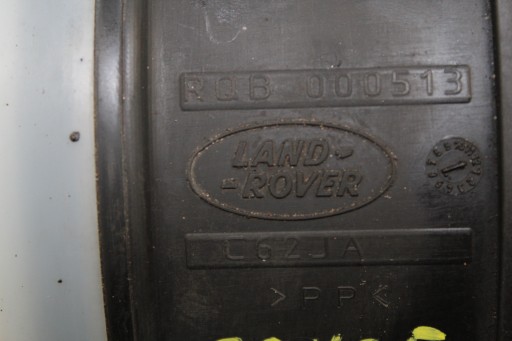 RQB 000513
LAND-
-ROVER
C62JA
>PP<